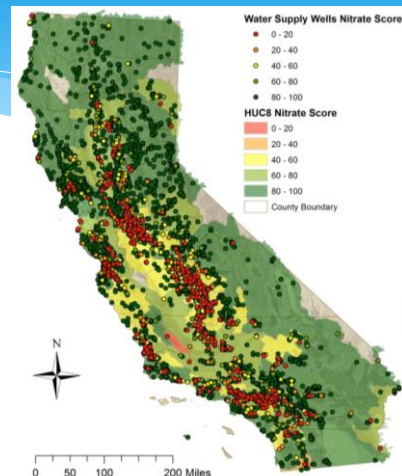 Water Supply Wells Nitrate Score
0 - 20
20 - 40
40 - 60
60 - 80
80 - 100
HUC8 Nitrate Score
0 - 20
20 - 40
40 - 60
60 - 80
80 - 100
County Boundary
N
0 50 100 200 Miles